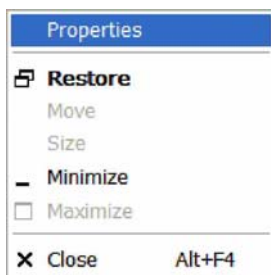 Properties
Restore
Move
Size
Minimize
Maximize
Close Alt+F4